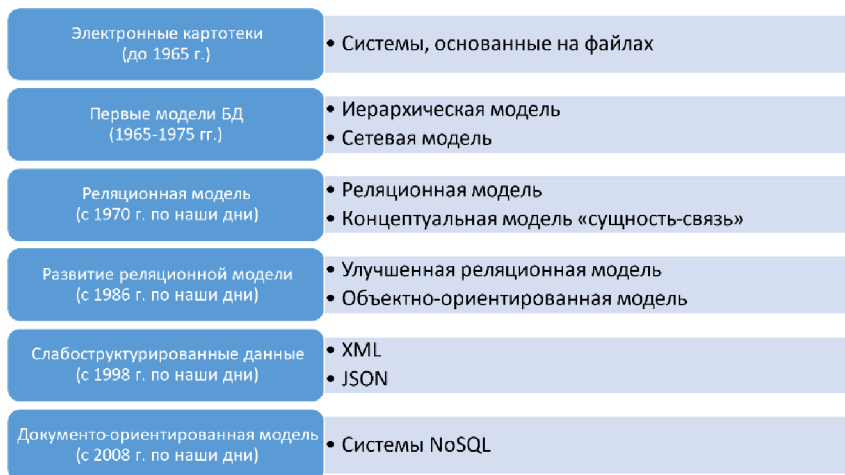 Электронные картотеки
(до 1965 г.)
• Системы, основанные на файлах
Первые модели БД
(1965-1975 гг.)
• Иерархическая модель
• Сетевая модель
Реляционная модель
(с 1970 г. по наши дни)
• Реляционная модель
• Концептуальная модель «сущность-связь»
Развитие реляционной модели
(с 1986 г. по наши дни)
• Улучшенная реляционная модель
• Объектно-ориентированная модель
Слабоструктурированные данные
(с 1998 г. по наши дни)
• XML
• JSON
Документо-ориентированная модель
(с 2008 г. по наши дни)
• Системы NoSQL